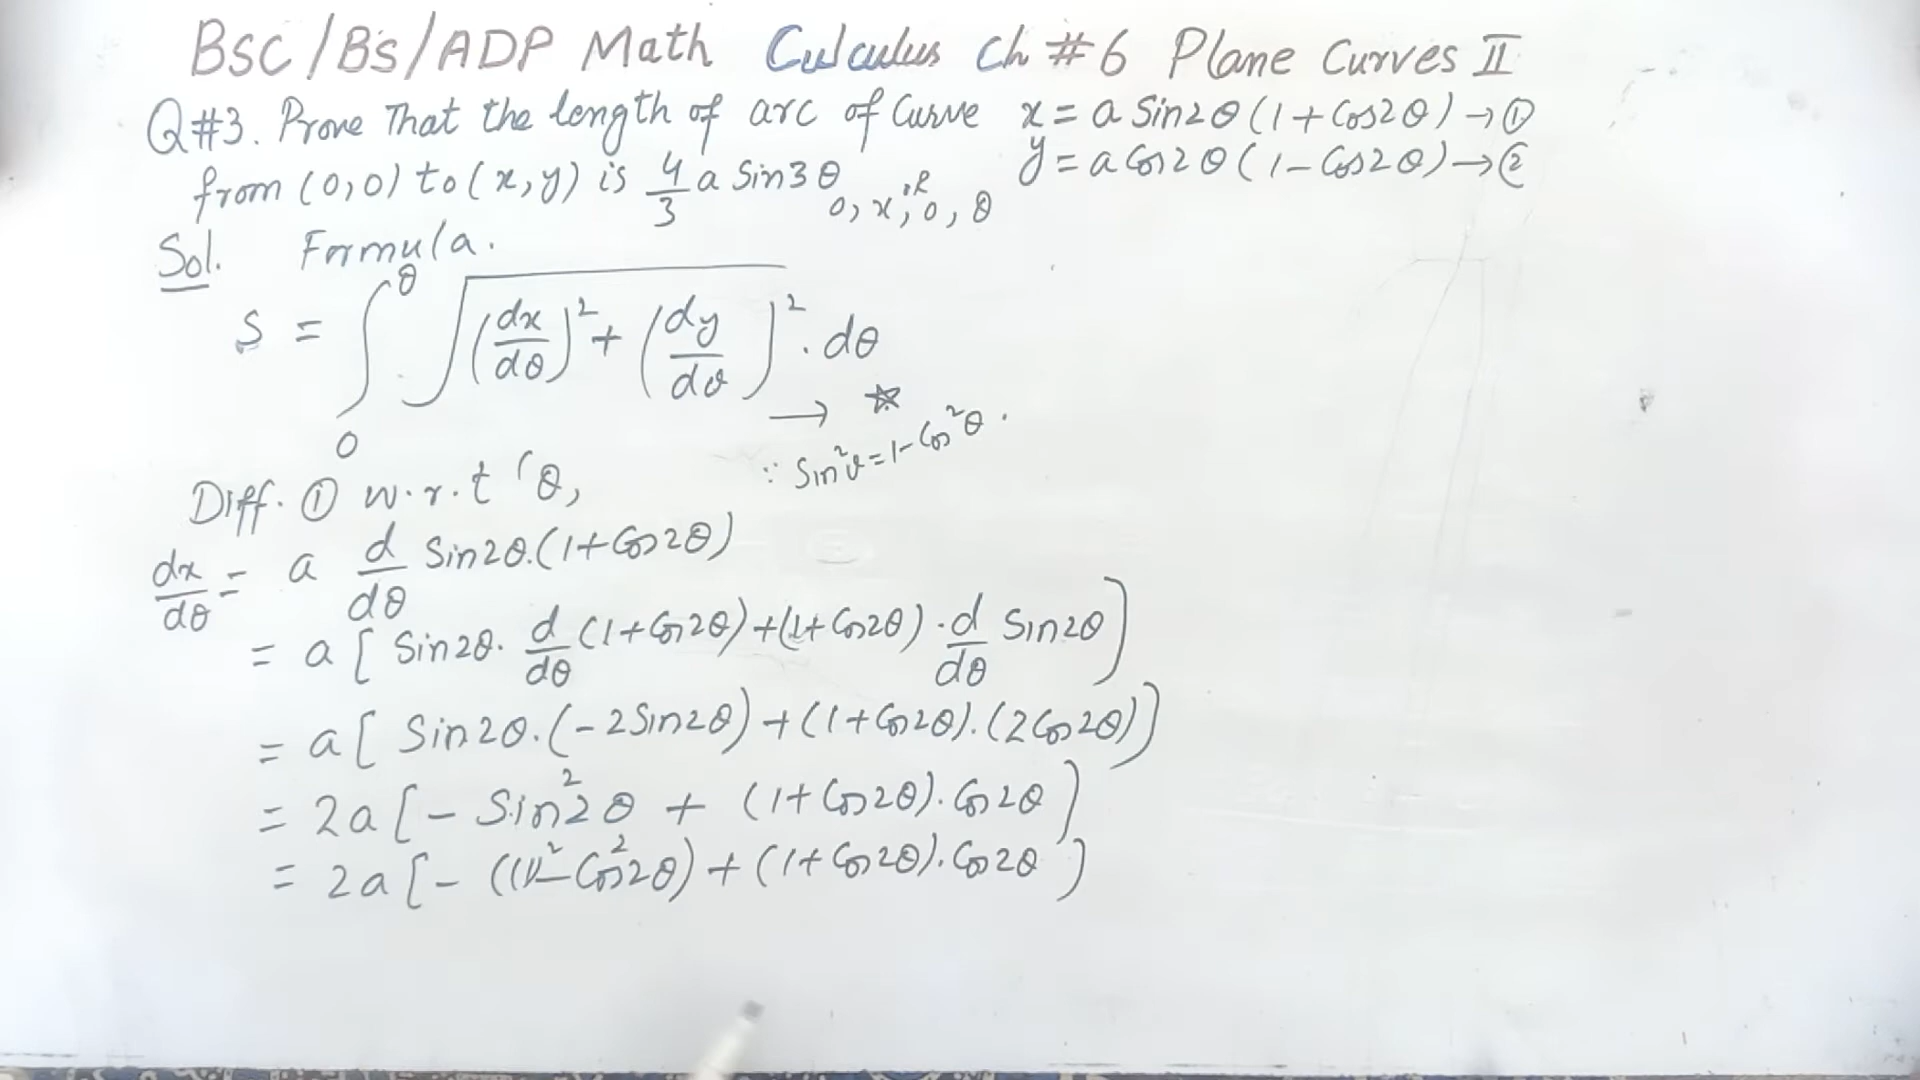 BSC/BS/ADP Math Calculus Ch #6 Plane Curves II
Q#3. Prove That the length of arc of Curve x = a Sin2θ(1+Cos2θ) → ①
y = a Cos2θ(1-Cos2θ) → ②
from (0,0) to (x,y) is 4/3 a Sin3θ
0, x, 0, θ
Sol. Formula.
S = ∫₀^θ √((dx/dθ)² + (dy/dθ)²) . dθ → ☆
∵ Sin²θ = 1 - Cos²θ .
Diff. ① w.r.t 'θ,
dx/dθ = a d/dθ Sin2θ.(1+Cos2θ)
= a [ Sin2θ. d/dθ (1+Cos2θ) + (1+Cos2θ) . d/dθ Sin2θ ]
= a [ Sin2θ.(-2Sin2θ) + (1+Cos2θ).(2Cos2θ) ]
= 2a [ - Sin²2θ + (1+Cos2θ).Cos2θ ]
= 2a [ - ((1)² - Cos²2θ) + (1+Cos2θ).Cos2θ ]